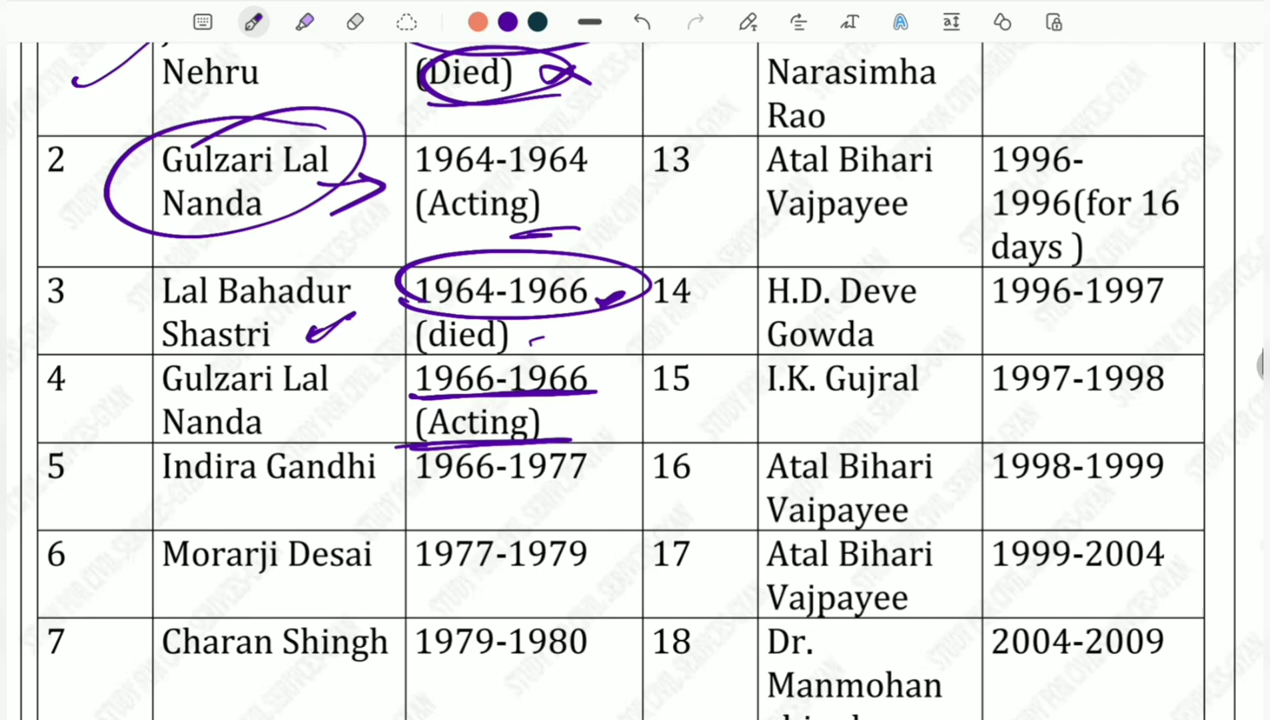 Nehru (Died) Narasimha
Rao
2 Gulzari Lal 1964-1964 13 Atal Bihari 1996-
Nanda (Acting) Vajpayee 1996(for 16
days )
3 Lal Bahadur 1964-1966 14 H.D. Deve 1996-1997
Shastri (died) Gowda
4 Gulzari Lal 1966-1966 15 I.K. Gujral 1997-1998
Nanda (Acting)
5 Indira Gandhi 1966-1977 16 Atal Bihari 1998-1999
Vaipayee
6 Morarji Desai 1977-1979 17 Atal Bihari 1999-2004
Vajpayee
7 Charan Shingh 1979-1980 18 Dr. 2004-2009
Manmohan